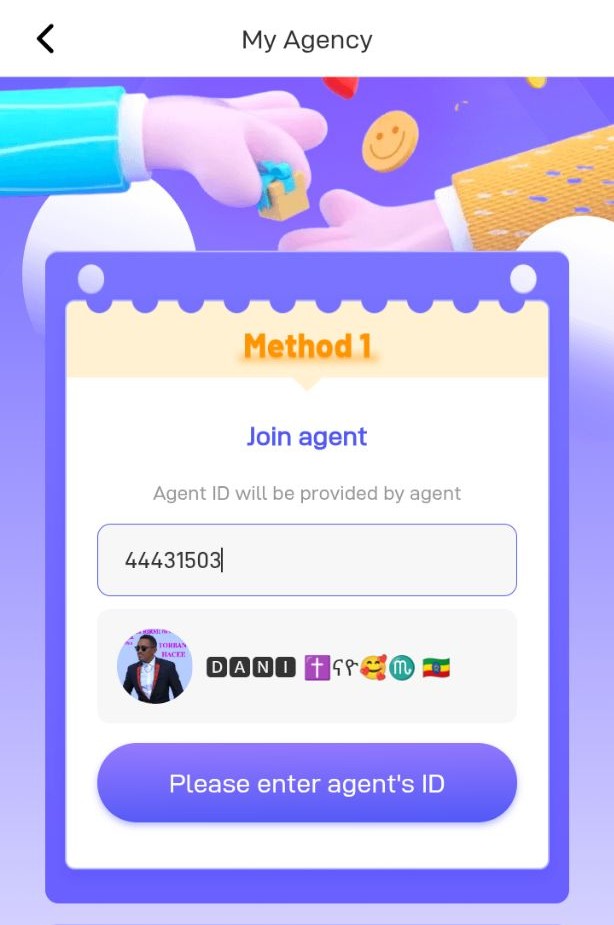 My Agency
Method 1
Join agent
Agent ID will be provided by agent
44431503
TORBAN
HACEE
🅳🅰🅽🅸 ✝️ናዮ🥰♏ 🇪🇹
Please enter agent's ID